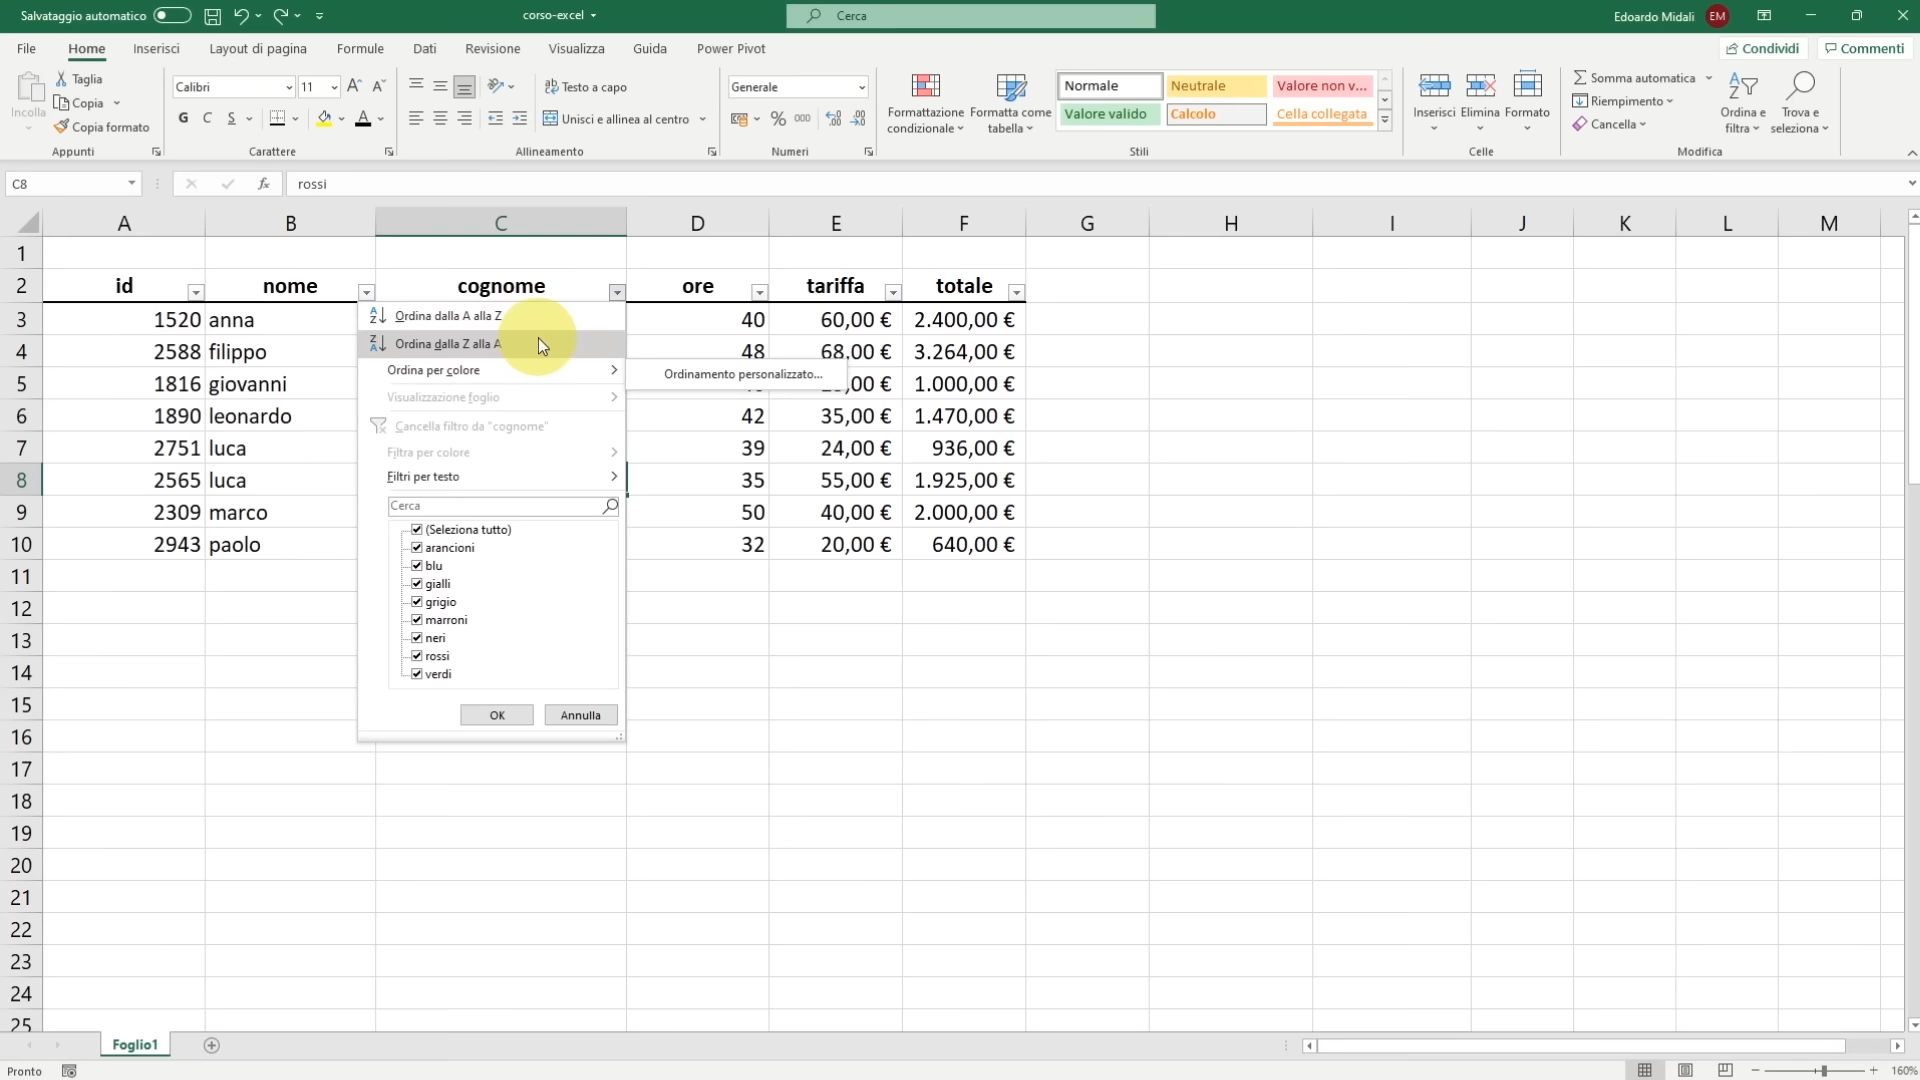 Salvataggio automatico
corso-excel
Cerca
Edoardo Midali
EM
File
Home
Inserisci
Layout di pagina
Formule
Dati
Revisione
Visualizza
Guida
Power Pivot
Condividi
Commenti
Incolla
Taglia
Copia
Copia formato
Appunti
Calibri
11
G C S
Carattere
Testo a capo
Unisci e allinea al centro
Allineamento
Generale
% 000
Numeri
Formattazione condizionale
Formatta come tabella
Normale
Neutrale
Valore non v...
Valore valido
Calcolo
Cella collegata
Stili
Inserisci
Elimina
Formato
Celle
Somma automatica
Riempimento
Cancella
Ordina e filtra
Trova e seleziona
Modifica
C8
fx
rossi
A B C D E F G H I J K L M
1
2 id nome cognome ore tariffa totale
3 1520 anna 40 60,00 € 2.400,00 €
4 2588 filippo 48 68,00 € 3.264,00 €
5 1816 giovanni ,00 € 1.000,00 €
6 1890 leonardo 42 35,00 € 1.470,00 €
7 2751 luca 39 24,00 € 936,00 €
8 2565 luca 35 55,00 € 1.925,00 €
9 2309 marco 50 40,00 € 2.000,00 €
10 2943 paolo 32 20,00 € 640,00 €
11
12
13
14
15
16
17
18
19
20
21
22
23
24
25
Ordina dalla A alla Z
Ordina dalla Z alla A
Ordina per colore
Ordinamento personalizzato...
Visualizzazione foglio
Cancella filtro da "cognome"
Filtra per colore
Filtri per testo
Cerca
(Seleziona tutto)
arancioni
blu
gialli
grigio
marroni
neri
rossi
verdi
OK
Annulla
Foglio1
Pronto
160%